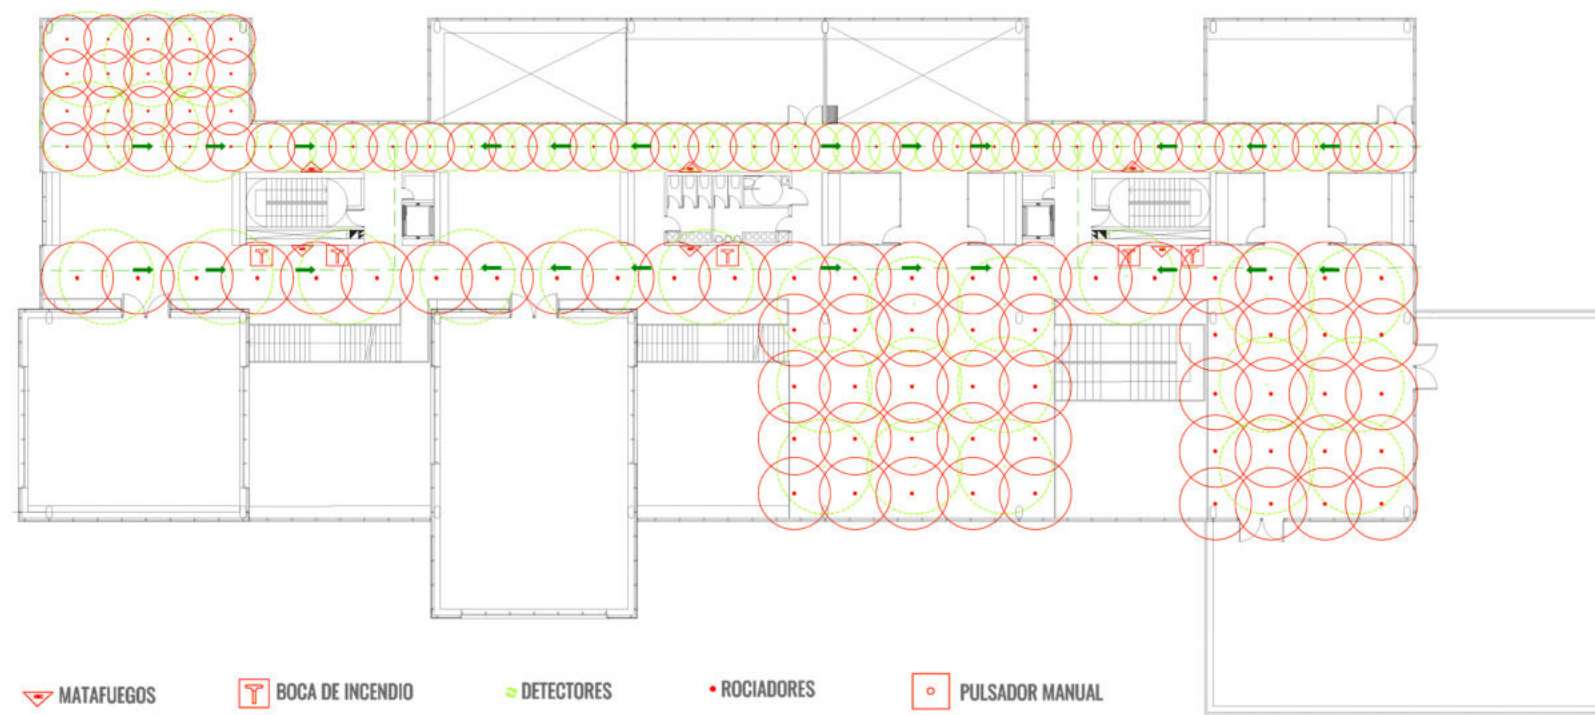 MATAFUEGOS
BOCA DE INCENDIO
DETECTORES
ROCIADORES
PULSADOR MANUAL